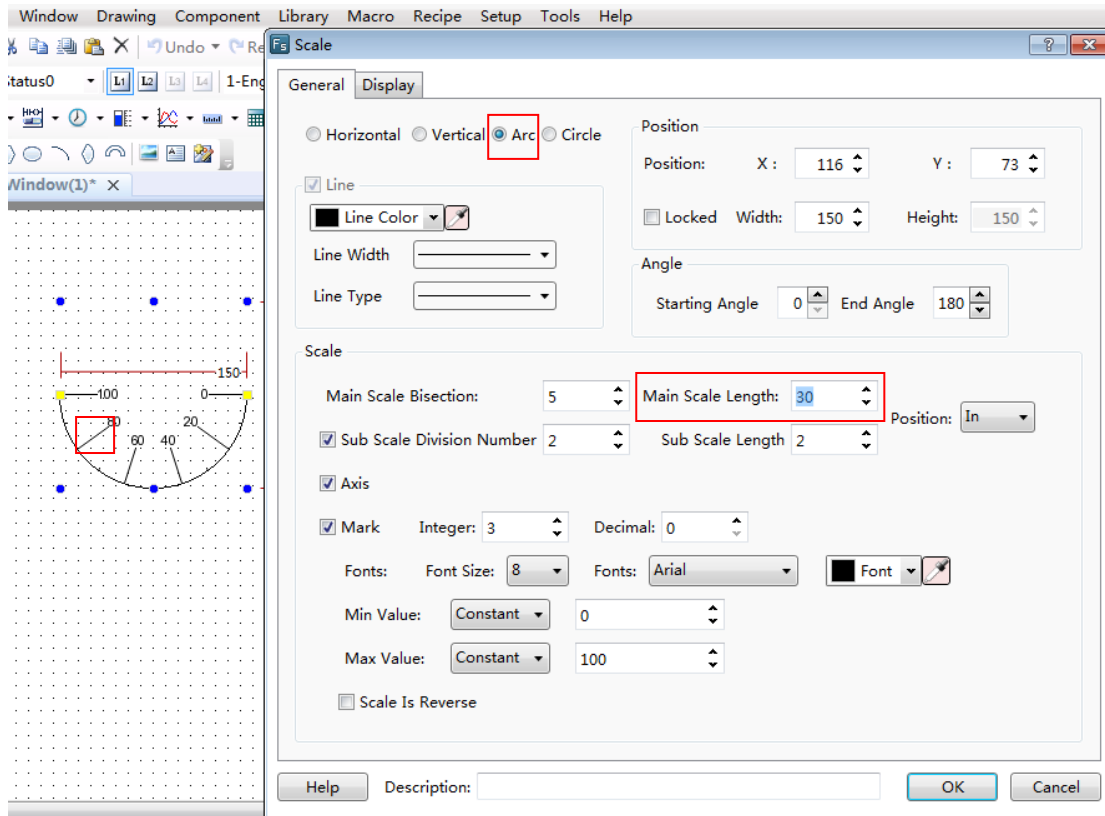 Window Drawing Component Library Macro Recipe Setup Tools Help
Undo Re
Status0 L1 L2 L3 L4 1-Eng
Window(1)* X
150
100 0
80 20
60 40
Fs Scale
General Display
Horizontal Vertical Arc Circle
Line
Line Color
Line Width
Line Type
Position
Position: X : 116 Y : 73
Locked Width: 150 Height: 150
Angle
Starting Angle 0 End Angle 180
Scale
Main Scale Bisection: 5 Main Scale Length: 30
Position: In
Sub Scale Division Number 2 Sub Scale Length 2
Axis
Mark Integer: 3 Decimal: 0
Fonts: Font Size: 8 Fonts: Arial Font
Min Value: Constant 0
Max Value: Constant 100
Scale Is Reverse
Help Description: OK Cancel